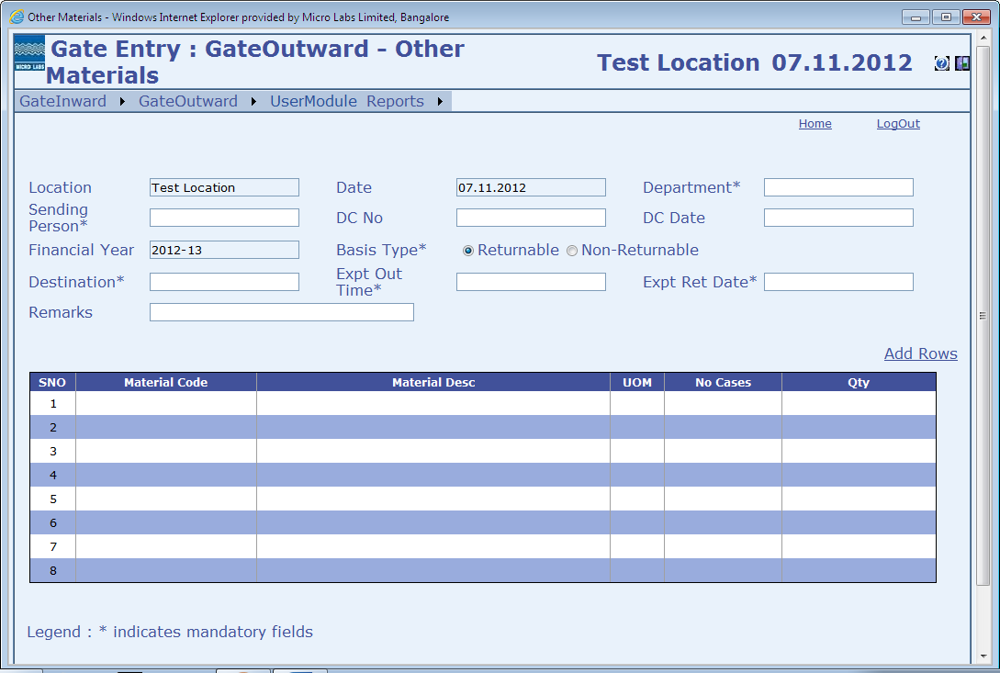 Other Materials - Windows Internet Explorer provided by Micro Labs Limited, Bangalore
MICRO LABS
Gate Entry : GateOutward - Other
Materials
Test Location 07.11.2012
GateInward GateOutward UserModule Reports
Home LogOut
Location Test Location Date 07.11.2012 Department*
Sending
Person* DC No DC Date
Financial Year 2012-13 Basis Type* Returnable Non-Returnable
Destination* Expt Out
Time* Expt Ret Date*
Remarks
Add Rows
SNO Material Code Material Desc UOM No Cases Qty
1
2
3
4
5
6
7
8
Legend : * indicates mandatory fields